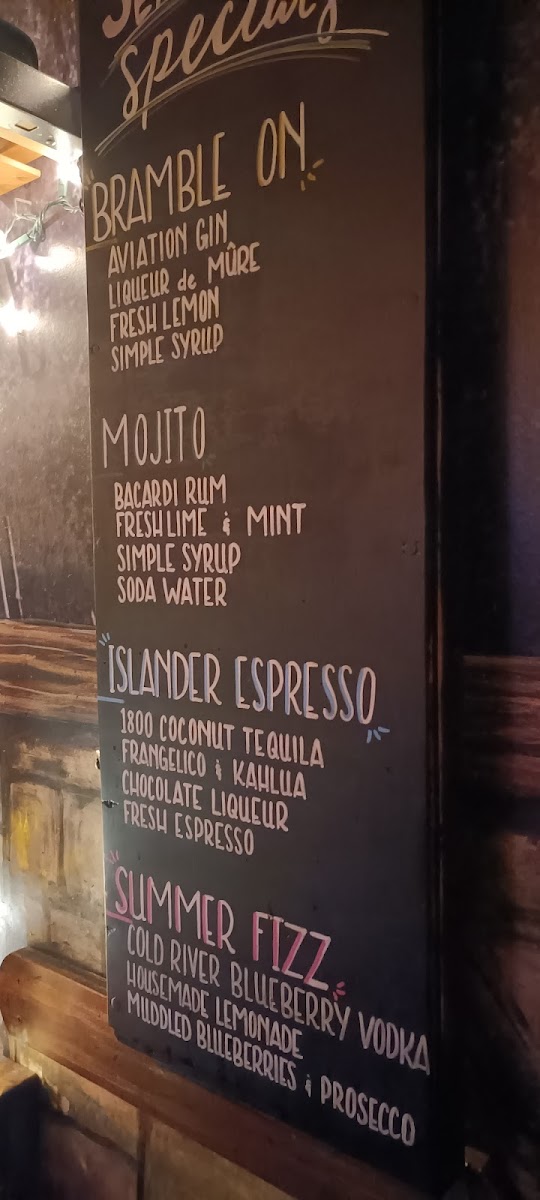 Specials
BRAMBLE ON
AVIATION GIN
LIQUEUR de MÛRE
FRESH LEMON
SIMPLE SYRUP
MOJITO
BACARDI RUM
FRESH LIME & MINT
SIMPLE SYRUP
SODA WATER
ISLANDER ESPRESSO
1800 COCONUT TEQUILA
FRANGELICO & KAHLUA
CHOCOLATE LIQUEUR
FRESH ESPRESSO
SUMMER FIZZ
COLD RIVER BLUEBERRY VODKA
HOUSEMADE LEMONADE
MUDDLED BLUEBERRIES & PROSECCO